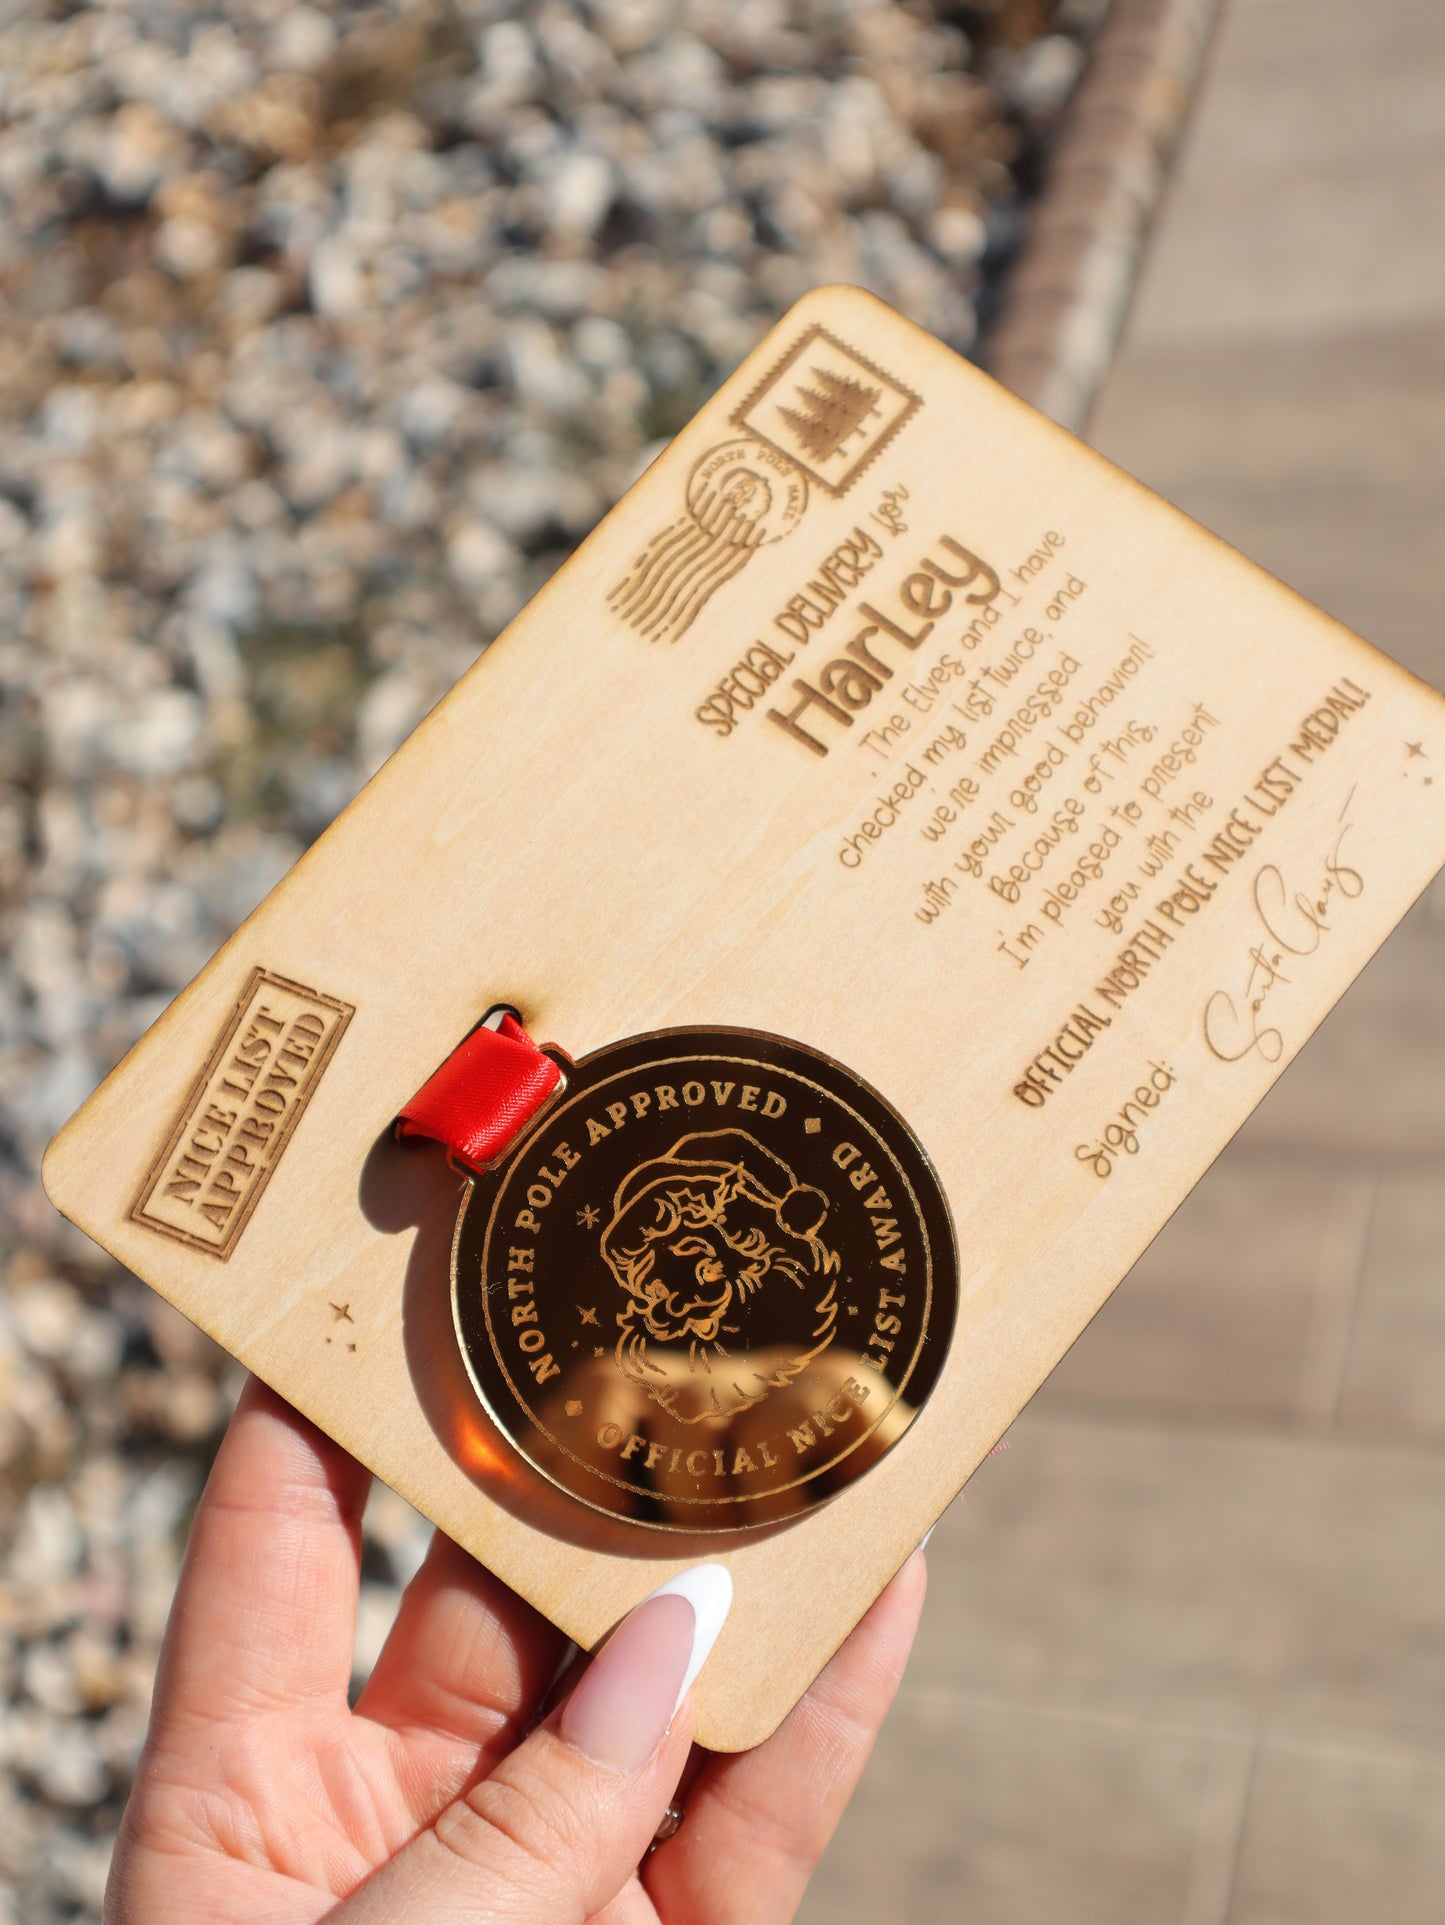 NORTH POLE MAIL
SPECIAL DELIVERY for
HarLey
. The Elves, and I have
checked my list twice, and
we're impressed
with your good behavior!
Because of this,
I'm pleased to present
you with the
OFFICIAL NORTH POLE NICE LIST MEDAL!
Signed: Santa Claus
NICE LIST
APPROVED
NORTH POLE APPROVED
OFFICIAL NICE LIST AWARD